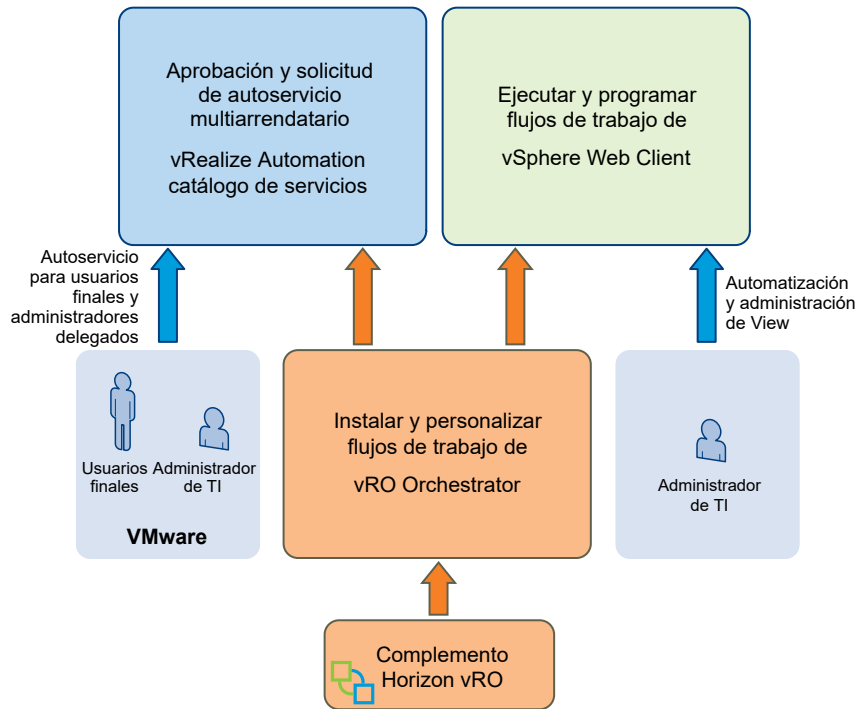 Aprobación y solicitud
de autoservicio
multiarrendatario
vRealize Automation
catálogo de servicios
Ejecutar y programar
flujos de trabajo de
vSphere Web Client
Autoservicio
para usuarios
finales y
administradores
delegados
Automatización
y administración
de View
Usuarios
finales
Administrador
de TI
VMware
Instalar y personalizar
flujos de trabajo de
vRO Orchestrator
Administrador
de TI
Complemento
Horizon vRO